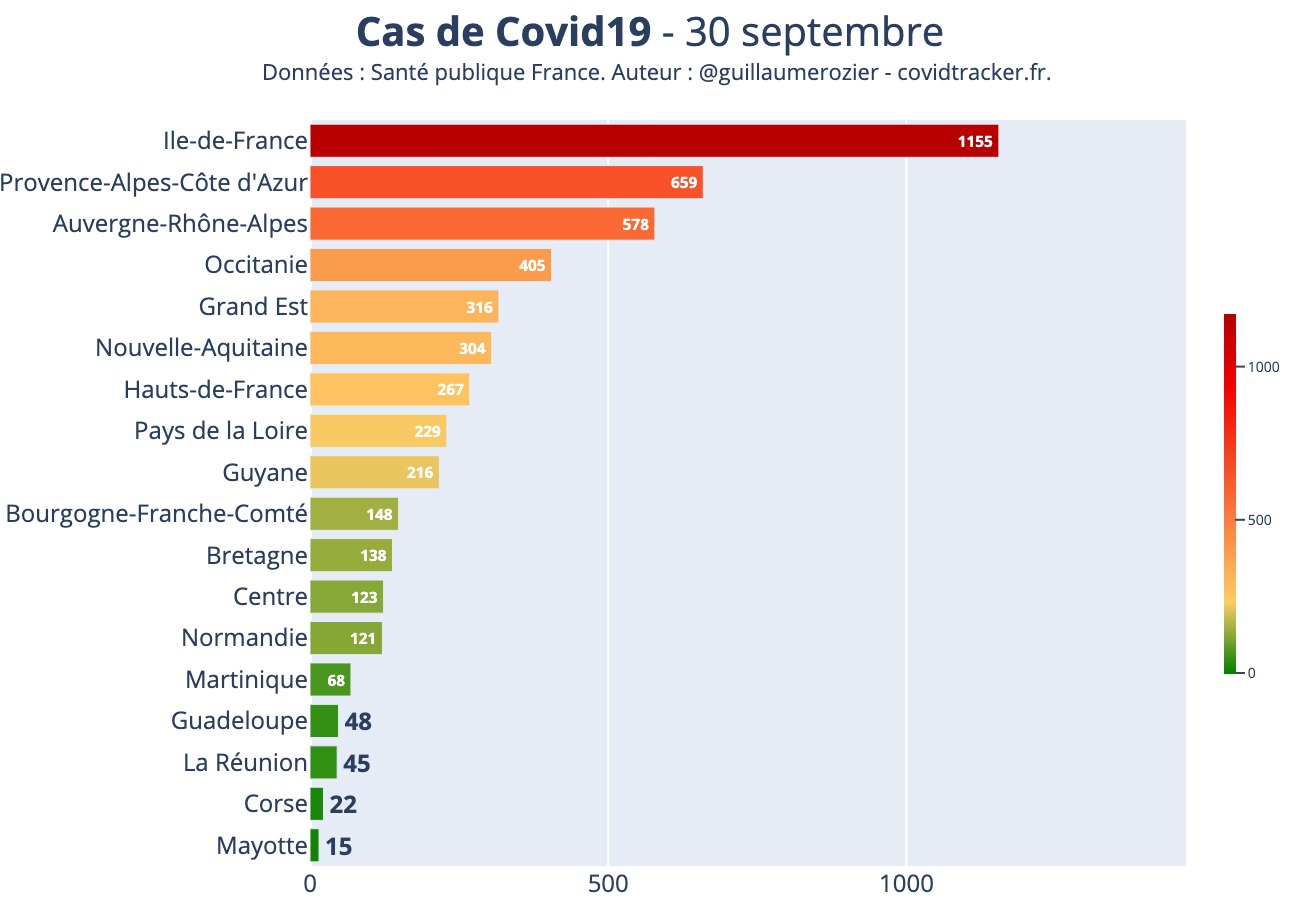 Cas de Covid19 - 30 septembre
Données : Santé publique France. Auteur : @guillaumerozier - covidtracker.fr.
Ile-de-France 1155
Provence-Alpes-Côte d'Azur 659
Auvergne-Rhône-Alpes 578
Occitanie 405
Grand Est 316
Nouvelle-Aquitaine 304
Hauts-de-France 267
Pays de la Loire 229
Guyane 216
Bourgogne-Franche-Comté 148
Bretagne 138
Centre 123
Normandie 121
Martinique 68
Guadeloupe 48
La Réunion 45
Corse 22
Mayotte 15
0 500 1000
1000
500
0